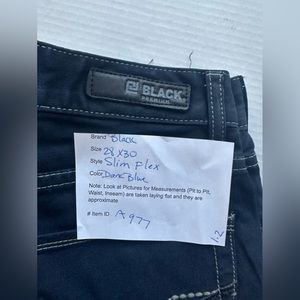 BLACK
PREMIUM
Brand Black
Size 28x30
Style Slim Flex
Color Dark Blue
Note: Look at Pictures for Measurements (Pit to Pit,
Waist, Inseam) are taken laying flat and they are
approximate
# Item ID A977
12